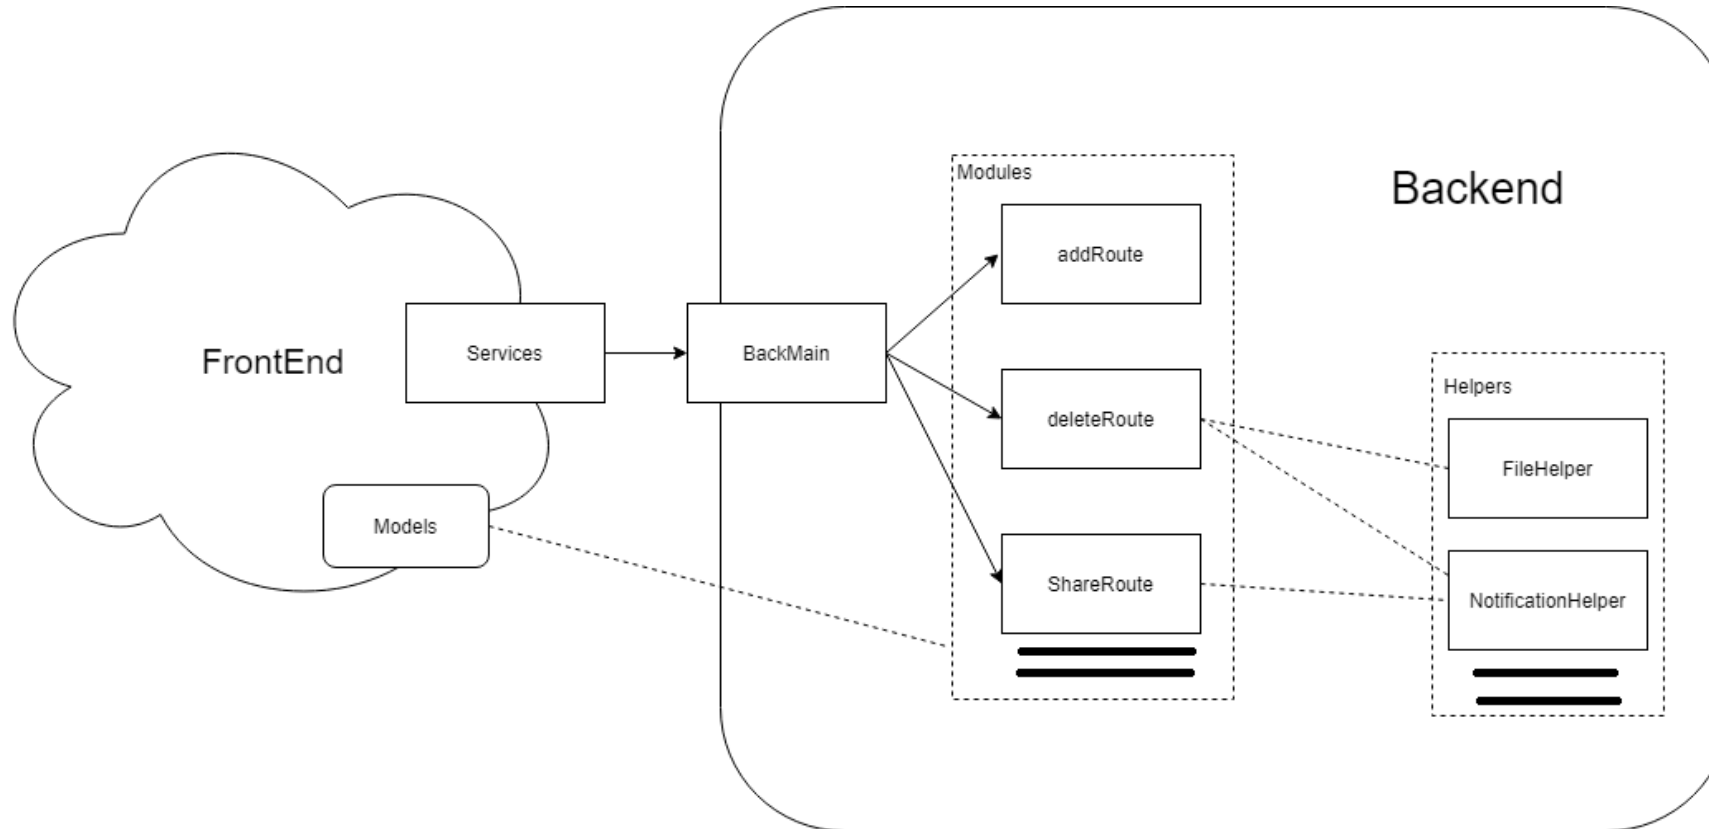 Backend
Modules
addRoute
FrontEnd
Services
BackMain
deleteRoute
Helpers
FileHelper
Models
ShareRoute
NotificationHelper